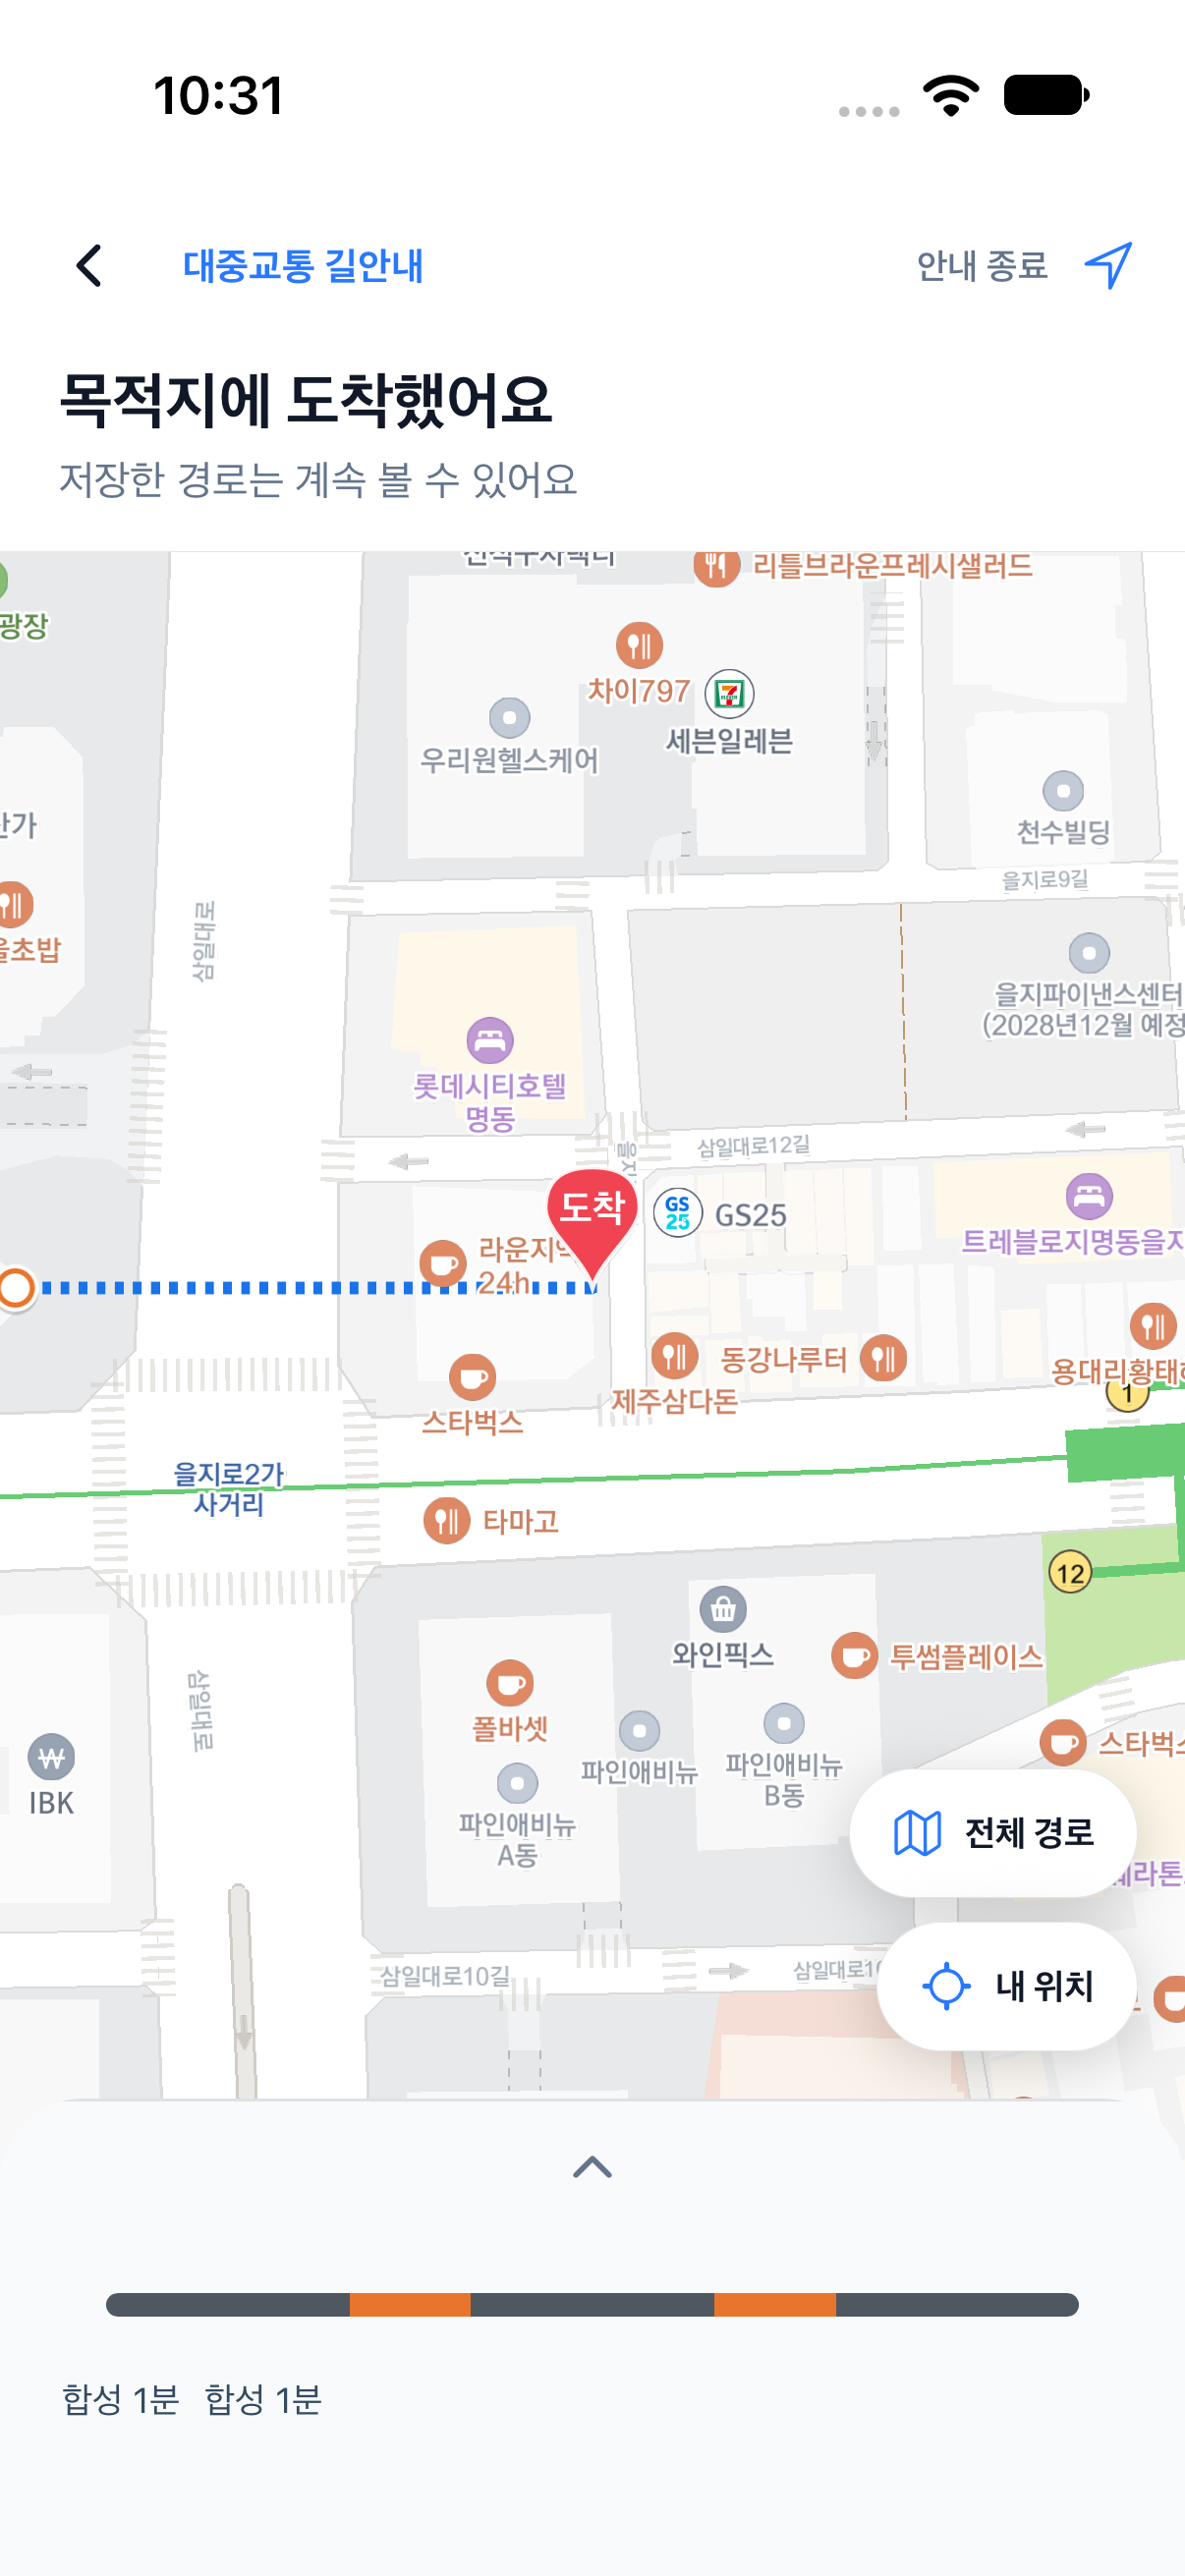 10:31
대중교통 길안내
안내 종료
목적지에 도착했어요
저장한 경로는 계속 볼 수 있어요
리틀브라운프레시샐러드
광장
차이797
세븐일레븐
우리원헬스케어
천수빌딩
을지로9길
삼일대로
을지파이낸스센터
(2028년12월 예정
롯데시티호텔
명동
삼일대로12길
도착
GS
25
GS25
라운지
24h
트레블로지명동을지
동강나루터
제주삼다돈
용대리황태
1
스타벅스
을지로2가
사거리
타마고
12
와인픽스
투썸플레이스
폴바셋
파인애비뉴
파인애비뉴
B동
삼일대로
스타벅스
IBK
파인애비뉴
A동
전체 경로
삼일대로10길
삼일대로1
내 위치
합성 1분 합성 1분